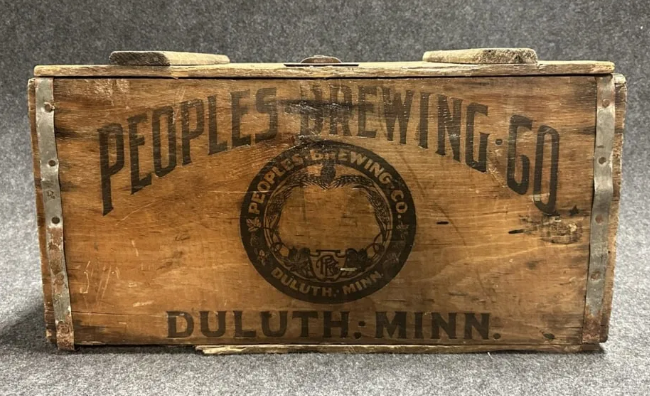 PEOPLES BREWING CO
PEOPLES BREWING CO.
DULUTH, MINN
DULUTH: MINN.